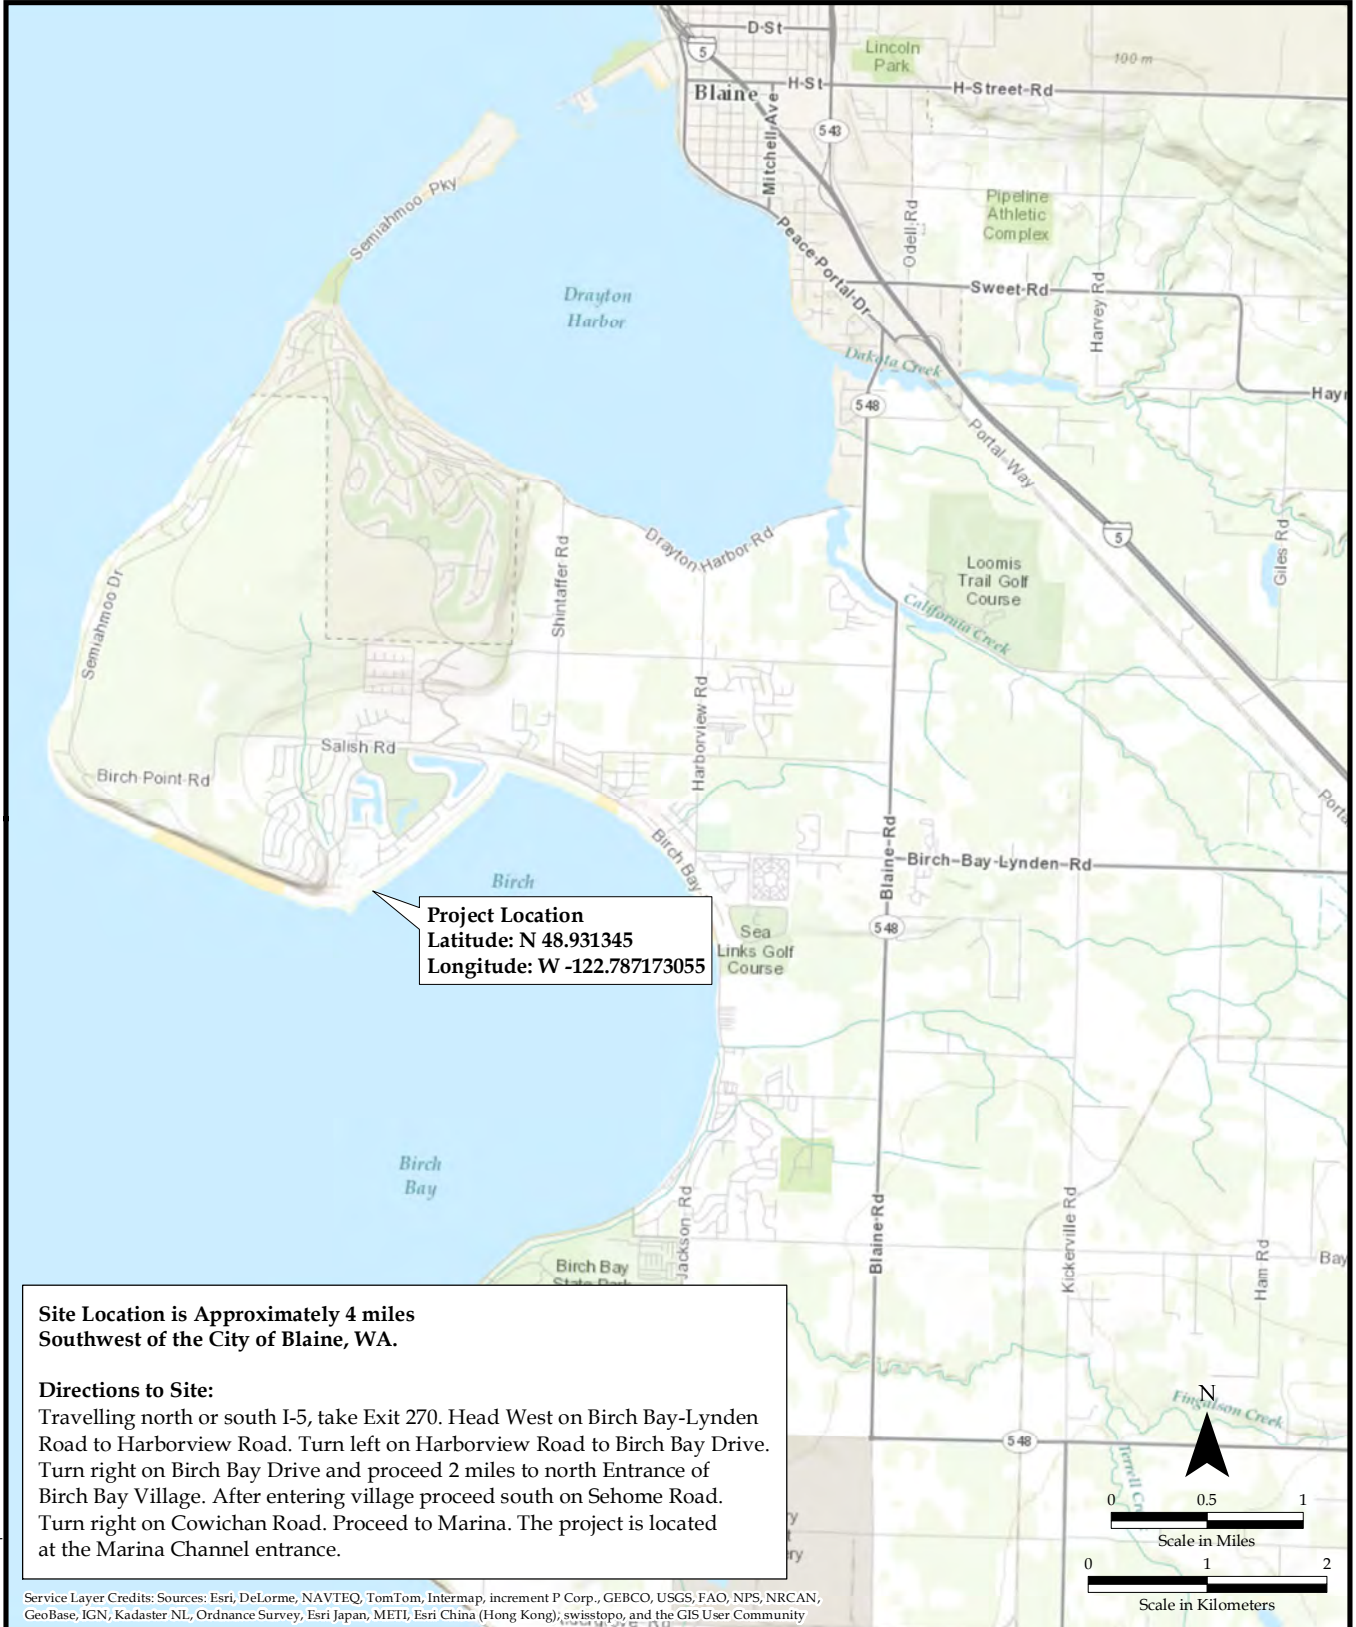 D-St
5
Lincoln
Park
100 m
Blaine
H-St
H-Street-Rd
543
Mitchell-Ave
Semiahmoo-Pky
Pipeline
Athletic
Complex
Odell-Rd
Peace-Portal-Dr
Drayton
Harbor
Sweet-Rd
Harvey Rd
Dakota Creek
Hayn
548
Portal-Way
5
Giles Rd
Drayton-Harbor-Rd
Shintaffer Rd
Loomis
Trail Golf
Course
California Creek
Semiahmoo Dr
Harborview Rd
Salish Rd
Birch-Point-Rd
Porta
Birch Bay
Blaine-Rd
Birch-Bay-Lynden-Rd
Birch
Project Location
Latitude: N 48.931345
Longitude: W -122.787173055
Sea
Links Golf
Course
548
Birch
Bay
Jackson Rd
Blaine-Rd
Kickerville Rd
Ham Rd
Bay
Birch Bay
State Park
Site Location is Approximately 4 miles
Southwest of the City of Blaine, WA.
Directions to Site:
Travelling north or south I-5, take Exit 270. Head West on Birch Bay-Lynden
Road to Harborview Road. Turn left on Harborview Road to Birch Bay Drive.
Turn right on Birch Bay Drive and proceed 2 miles to north Entrance of
Birch Bay Village. After entering village proceed south on Sehome Road.
Turn right on Cowichan Road. Proceed to Marina. The project is located
at the Marina Channel entrance.
N
Fingalson Creek
548
Terrell Cr
0 0.5 1
Scale in Miles
0 1 2
Scale in Kilometers
ry
t
ery
Service Layer Credits: Sources: Esri, DeLorme, NAVTEQ, TomTom, Intermap, increment P Corp., GEBCO, USGS, FAO, NPS, NRCAN,
GeoBase, IGN, Kadaster NL, Ordnance Survey, Esri Japan, METI, Esri China (Hong Kong), swisstopo, and the GIS User Community